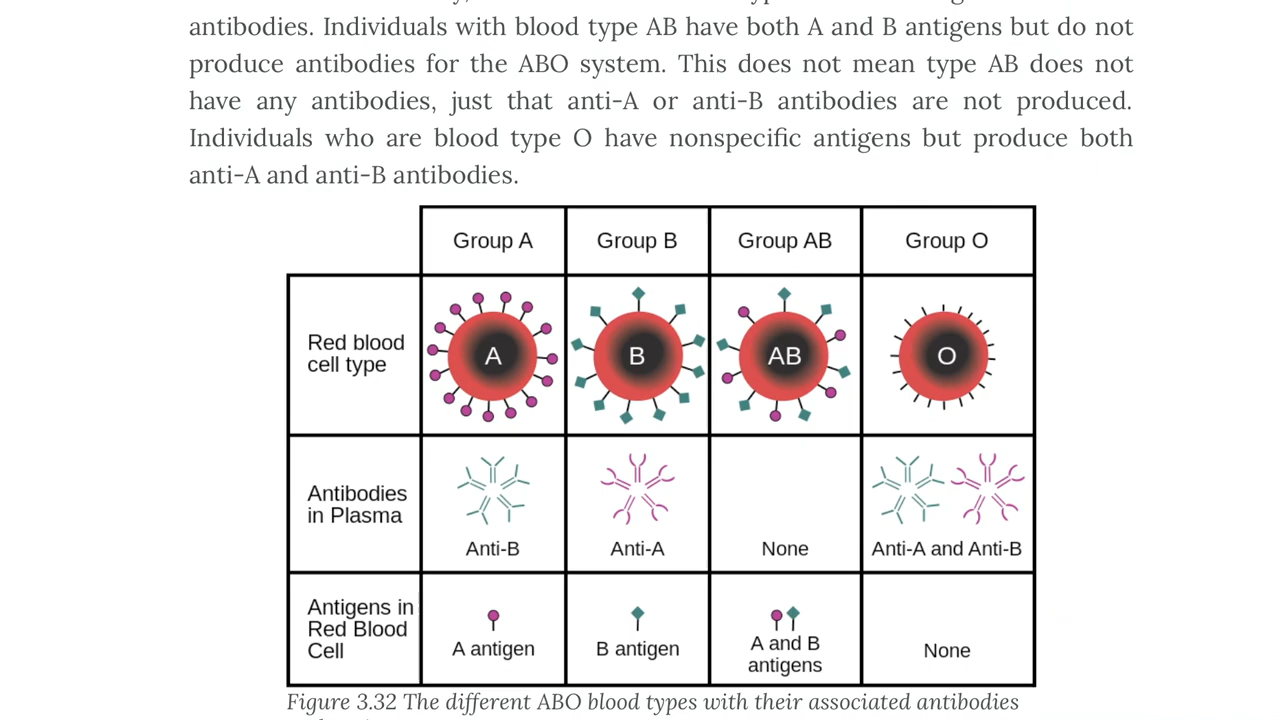 antibodies. Individuals with blood type AB have both A and B antigens but do not
produce antibodies for the ABO system. This does not mean type AB does not
have any antibodies, just that anti-A or anti-B antibodies are not produced.
Individuals who are blood type O have nonspecific antigens but produce both
anti-A and anti-B antibodies.
Group A
Group B
Group AB
Group O
Red blood
cell type
A
B
AB
O
Antibodies
in Plasma
Anti-B
Anti-A
None
Anti-A and Anti-B
Antigens in
Red Blood
Cell
A antigen
B antigen
A and B
antigens
None
Figure 3.32 The different ABO blood types with their associated antibodies